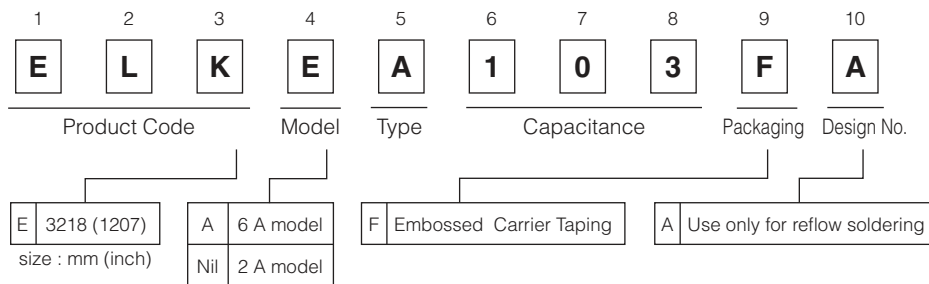 1 2 3 4 5 6 7 8 9 10
E L K E A 1 0 3 F A
Product Code Model Type Capacitance Packaging Design No.
E 3218 (1207) A 6 A model F Embossed Carrier Taping A Use only for reflow soldering
size : mm (inch) Nil 2 A model